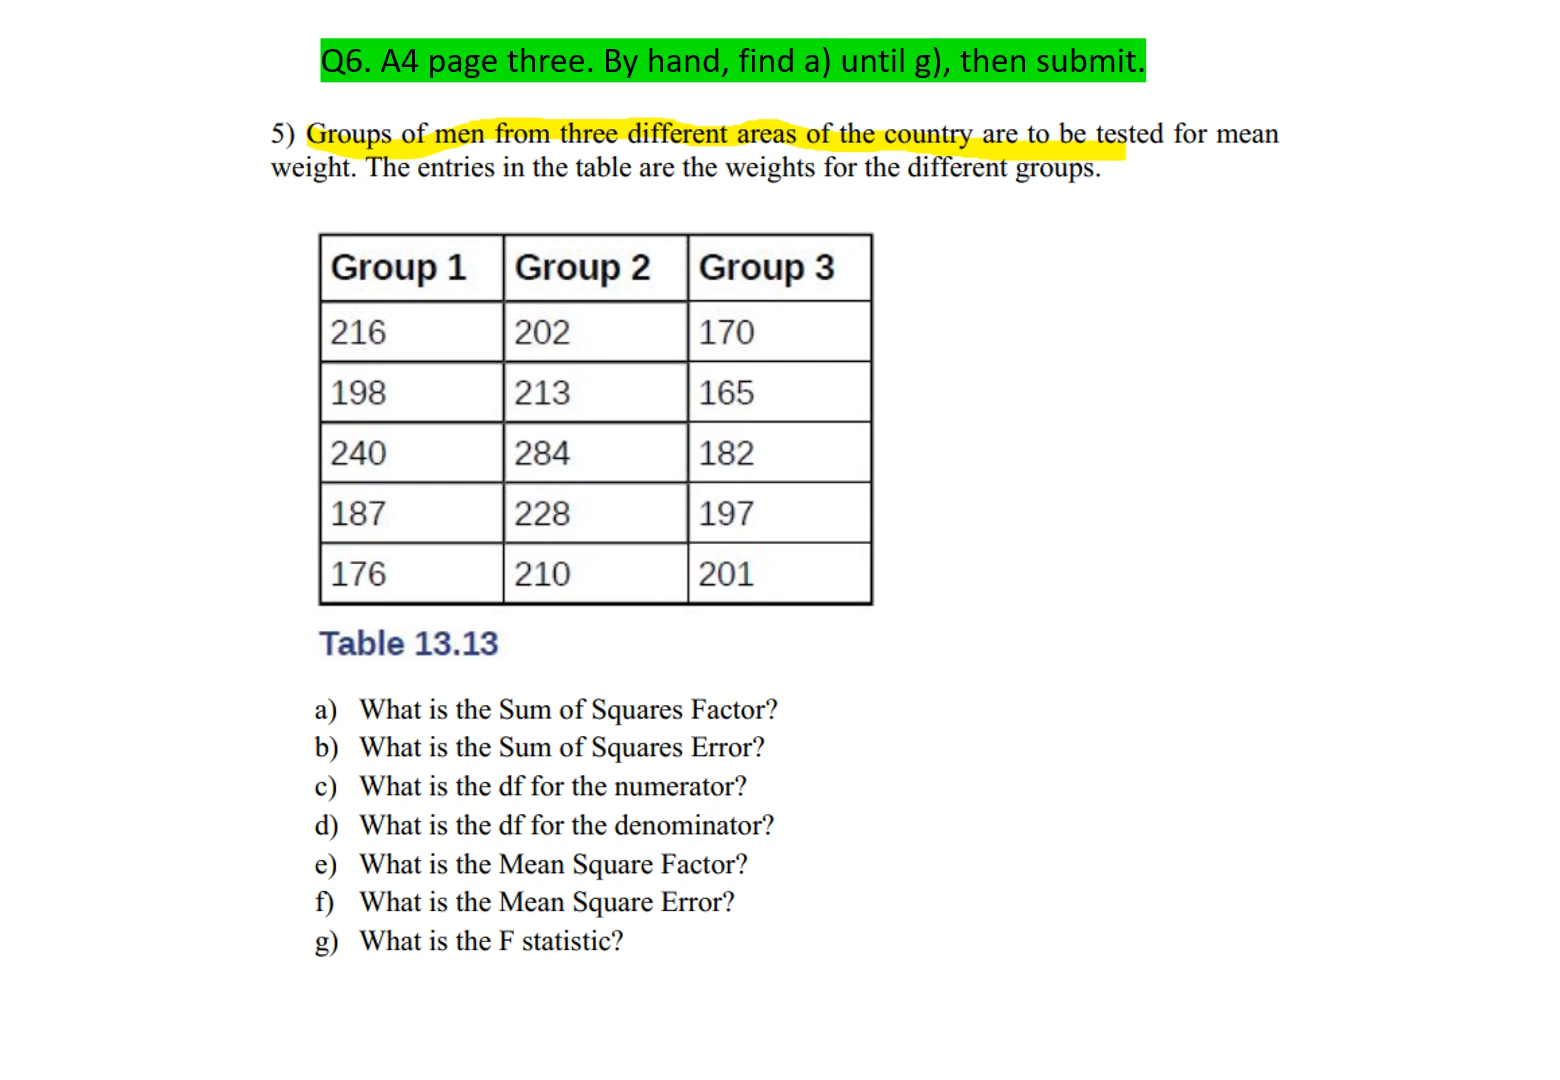 Q6. A4 page three. By hand, find a) until g), then submit.
5) Groups of men from three different areas of the country are to be tested for mean
weight. The entries in the table are the weights for the different groups.
Group 1 Group 2 Group 3
216 202 170
198 213 165
240 284 182
187 228 197
176 210 201
Table 13.13
a) What is the Sum of Squares Factor?
b) What is the Sum of Squares Error?
c) What is the df for the numerator?
d) What is the df for the denominator?
e) What is the Mean Square Factor?
f) What is the Mean Square Error?
g) What is the F statistic?